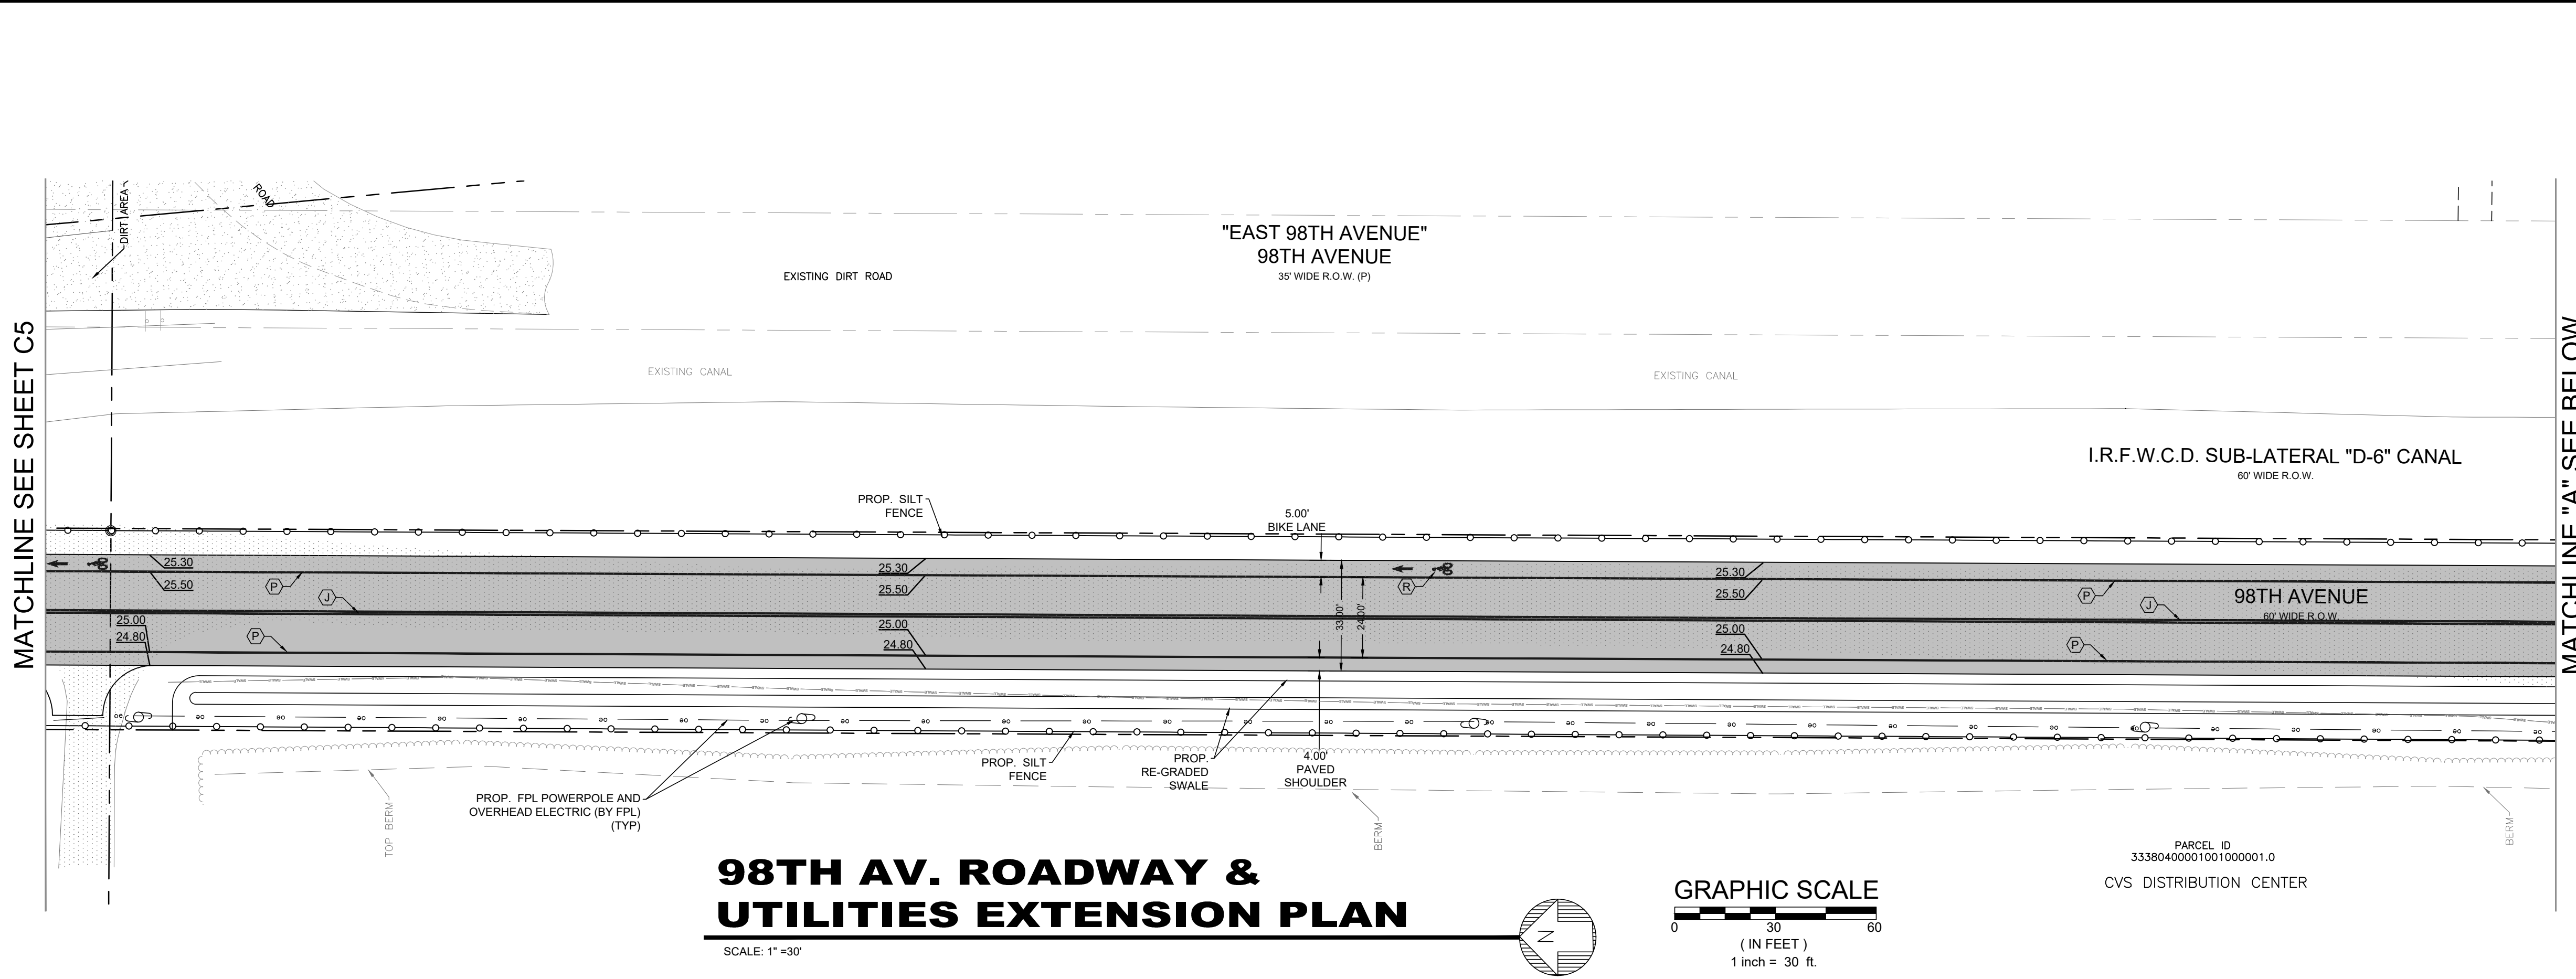 MATCHLINE SEE SHEET C5
DIRT AREA
ROAD
EXISTING DIRT ROAD
"EAST 98TH AVENUE"
98TH AVENUE
35' WIDE R.O.W. (P)
EXISTING CANAL
EXISTING CANAL
I.R.F.W.C.D. SUB-LATERAL "D-6" CANAL
60' WIDE R.O.W.
PROP. SILT
FENCE
5.00'
BIKE LANE
25.30
25.50
P
J
25.00
24.80
P
25.30
25.50
25.00
24.80
R
33.00'
24.00'
25.30
25.50
25.00
24.80
P
J
P
98TH AVENUE
60' WIDE R.O.W.
MATCHLINE "A" SEE BELOW
PROP. FPL POWERPOLE AND
OVERHEAD ELECTRIC (BY FPL)
(TYP)
PROP. SILT
FENCE
PROP.
RE-GRADED
SWALE
4.00'
PAVED
SHOULDER
TOP BERM
BERM
BERM
PARCEL ID
33380400001001000001.0
CVS DISTRIBUTION CENTER
98TH AV. ROADWAY &
UTILITIES EXTENSION PLAN
SCALE: 1" =30'
N
GRAPHIC SCALE
0 30 60
( IN FEET )
1 inch = 30 ft.